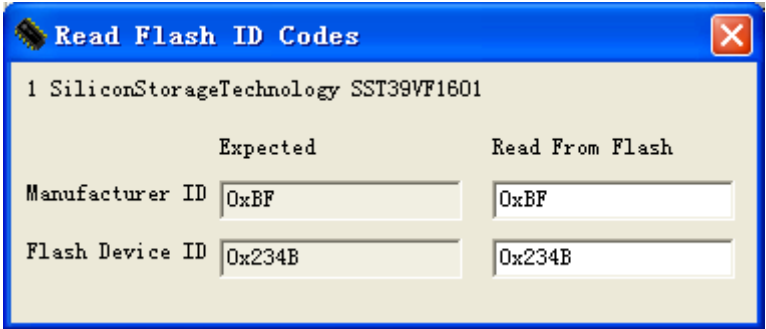 Read Flash ID Codes
1 SiliconStorageTechnology SST39VF1601
Expected Read From Flash
Manufacturer ID 0xBF 0xBF
Flash Device ID 0x234B 0x234B